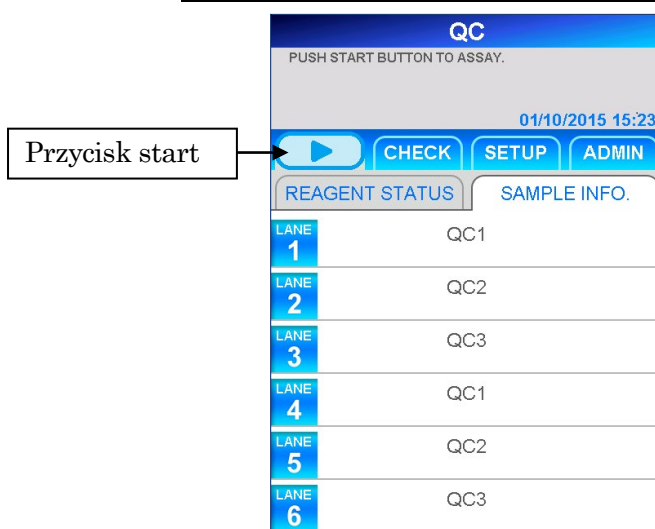 QC
PUSH START BUTTON TO ASSAY.
01/10/2015 15:23
Przycisk start
CHECK SETUP ADMIN
REAGENT STATUS SAMPLE INFO.
LANE
1 QC1
LANE
2 QC2
LANE
3 QC3
LANE
4 QC1
LANE
5 QC2
LANE
6 QC3